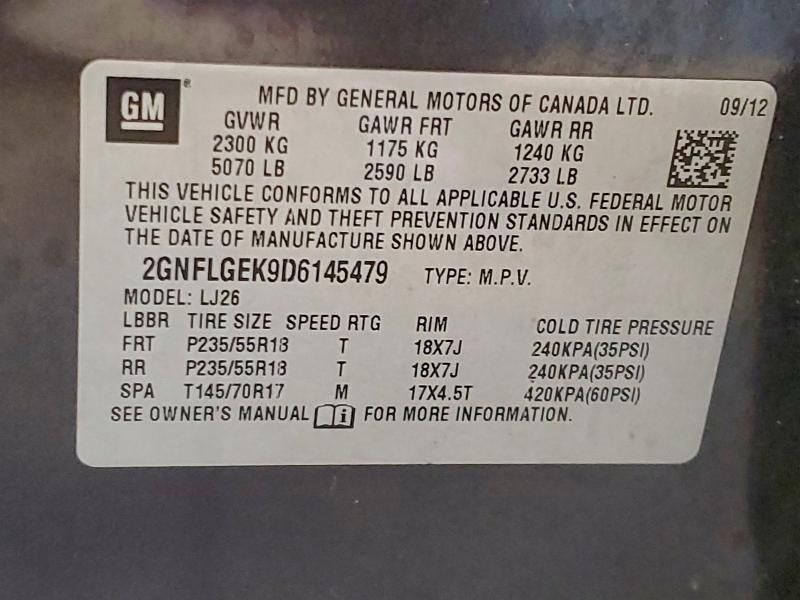 GM ® MFD BY GENERAL MOTORS OF CANADA LTD. 09/12
GVWR GAWR FRT GAWR RR
2300 KG 1175 KG 1240 KG
5070 LB 2590 LB 2733 LB
THIS VEHICLE CONFORMS TO ALL APPLICABLE U.S. FEDERAL MOTOR
VEHICLE SAFETY AND THEFT PREVENTION STANDARDS IN EFFECT ON
THE DATE OF MANUFACTURE SHOWN ABOVE.
2GNFLGEK9D6145479 TYPE: M.P.V.
MODEL: LJ26
LBBR TIRE SIZE SPEED RTG RIM COLD TIRE PRESSURE
FRT P235/55R18 T 18X7J 240KPA(35PSI)
RR P235/55R18 T 18X7J 240KPA(35PSI)
SPA T145/70R17 M 17X4.5T 420KPA(60PSI)
SEE OWNER'S MANUAL i FOR MORE INFORMATION.